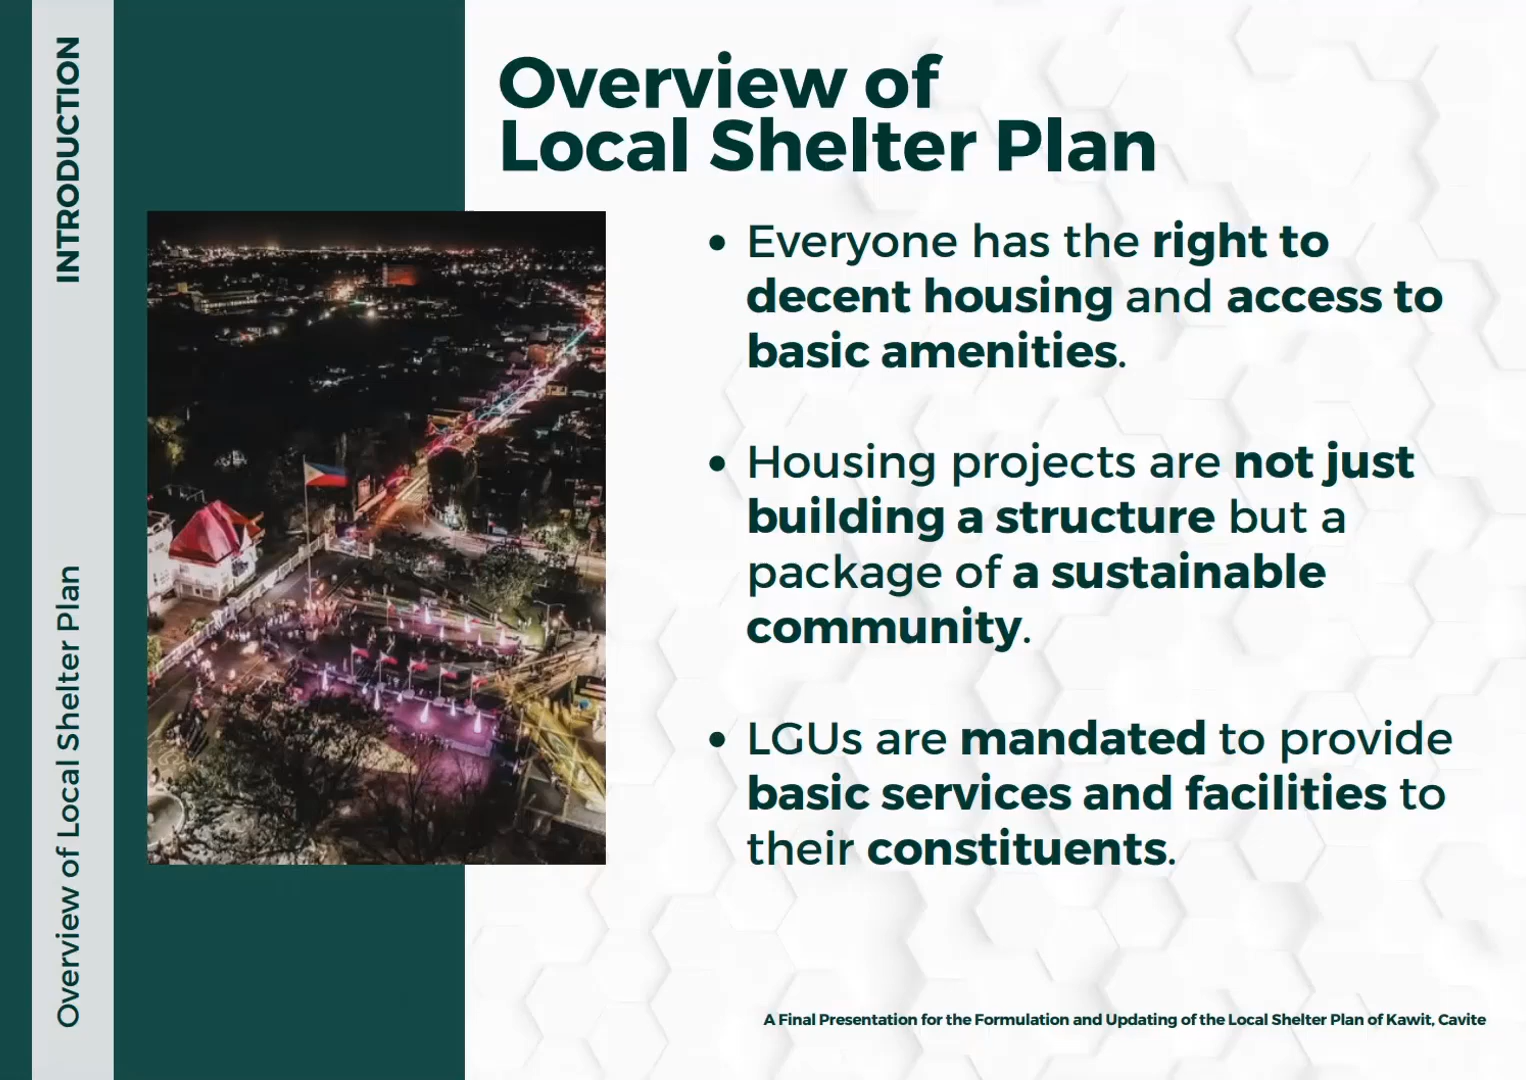 INTRODUCTION
Overview of Local Shelter Plan
Overview of
Local Shelter Plan
• Everyone has the right to
decent housing and access to
basic amenities.
• Housing projects are not just
building a structure but a
package of a sustainable
community.
• LGUs are mandated to provide
basic services and facilities to
their constituents.
A Final Presentation for the Formulation and Updating of the Local Shelter Plan of Kawit, Cavite